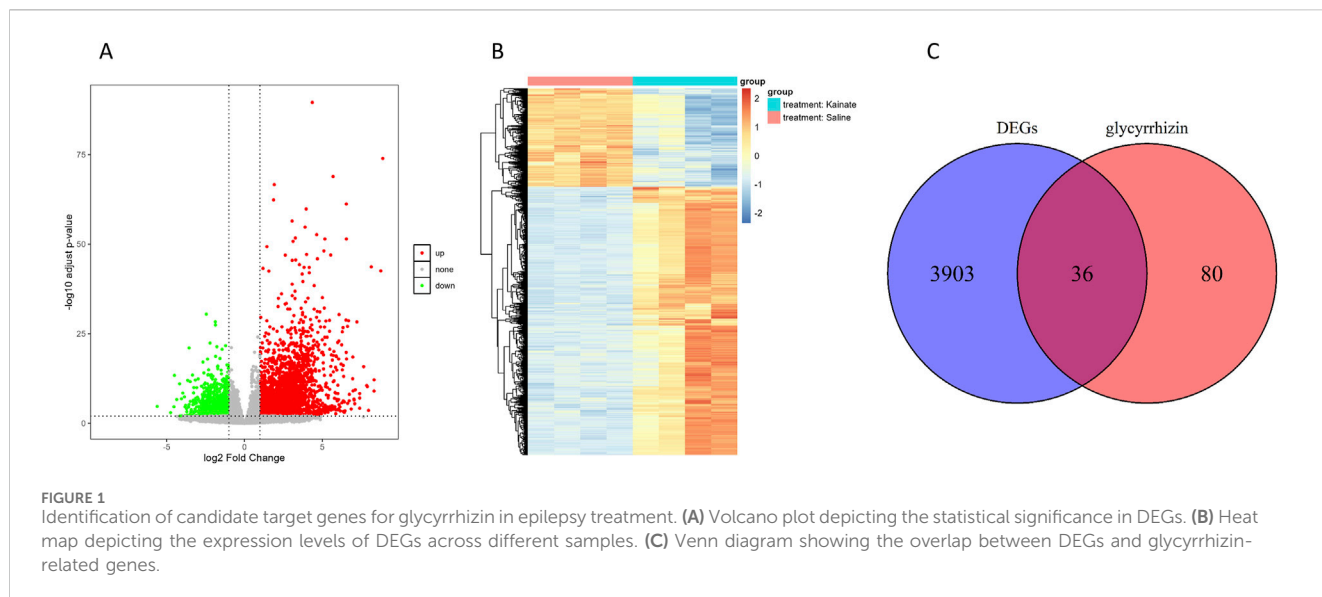 A
B
C
-log10 adjust p-value
75
50
25
0
-5
0
5
log2 Fold Change
up
none
down
group
2
1
0
-1
-2
group
treatment: Kainate
treatment: Saline
DEGs
glycyrrhizin
3903
36
80
FIGURE 1
Identification of candidate target genes for glycyrrhizin in epilepsy treatment. (A) Volcano plot depicting the statistical significance in DEGs. (B) Heat
map depicting the expression levels of DEGs across different samples. (C) Venn diagram showing the overlap between DEGs and glycyrrhizin-
related genes.